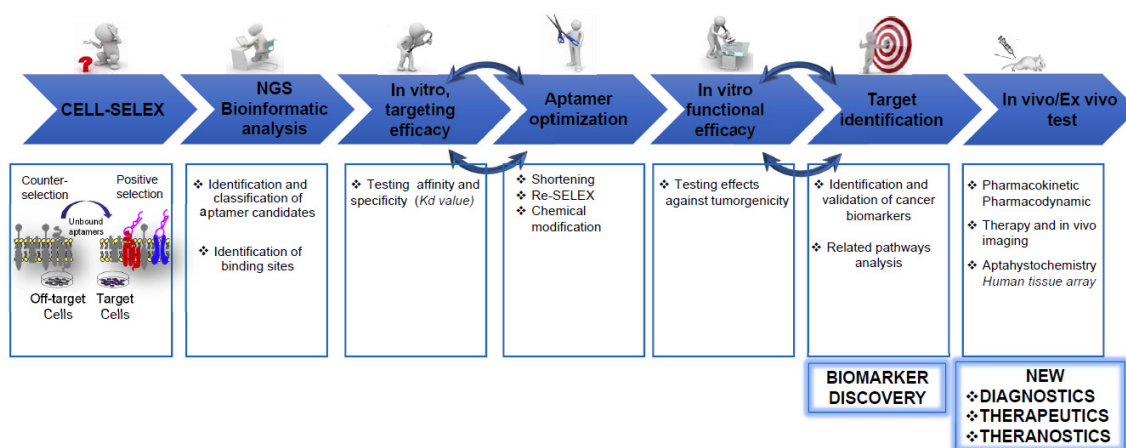 ?
CELL-SELEX
NGS
Bioinformatic
analysis
In vitro,
targeting
efficacy
Aptamer
optimization
In vitro
functional
efficacy
Target
identification
In vivo/Ex vivo
test
Counter-
selection
Positive
selection
Unbound
aptamers
Off-target
Cells
Target
Cells
❖ Identification and
classification of
aptamer candidates
❖ Identification of
binding sites
❖ Testing affinity and
specificity (Kd value)
❖ Shortening
❖ Re-SELEX
❖ Chemical
modification
❖ Testing effects
against tumorgenicity
❖ Identification and
validation of cancer
biomarkers
❖ Related pathways
analysis
❖ Pharmacokinetic
Pharmacodynamic
❖ Therapy and in vivo
imaging
❖ Aptahystochemistry
Human tissue array
BIOMARKER
DISCOVERY
NEW
❖DIAGNOSTICS
❖THERAPEUTICS
❖THERANOSTICS